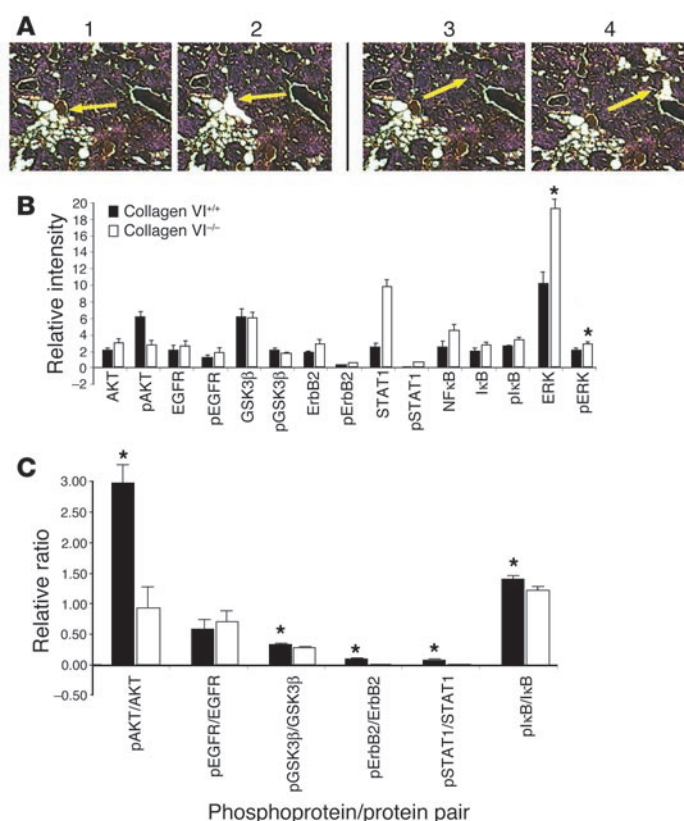 A
1 2 3 4
B
Collagen VI+/+
Collagen VI–/–
Relative intensity
20
18
16
14
12
10
8
6
4
2
0
–2
AKT
pAKT
EGFR
pEGFR
GSK3β
pGSK3β
ErbB2
pErbB2
STAT1
pSTAT1
NFκB
IκB
pIκB
ERK
pERK
*
*
C
Relative ratio
3.00
2.50
2.00
1.50
1.00
0.50
0.00
–0.50
*
*
*
*
*
pAKT/AKT
pEGFR/EGFR
pGSK3β/GSK3β
pErbB2/ErbB2
pSTAT1/STAT1
pIκB/IκB
Phosphoprotein/protein pair